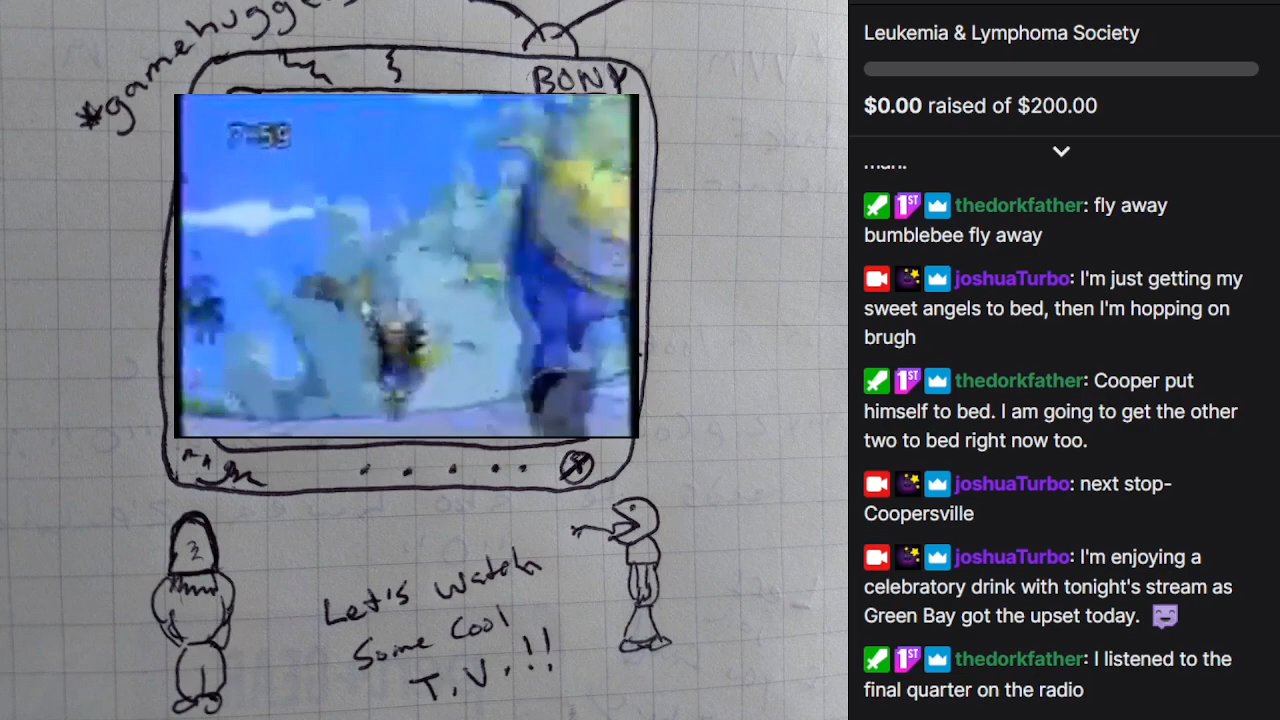 *gamehuggers
BONY
7:59
Let's Watch
Some Cool
T.V.!!
2
Leukemia & Lymphoma Society
$0.00 raised of $200.00
thedorkfather: fly away
bumblebee fly away
joshuaTurbo: I'm just getting my
sweet angels to bed, then I'm hopping on
brugh
thedorkfather: Cooper put
himself to bed. I am going to get the other
two to bed right now too.
joshuaTurbo: next stop-
Coopersville
joshuaTurbo: I'm enjoying a
celebratory drink with tonight's stream as
Green Bay got the upset today.
thedorkfather: I listened to the
final quarter on the radio